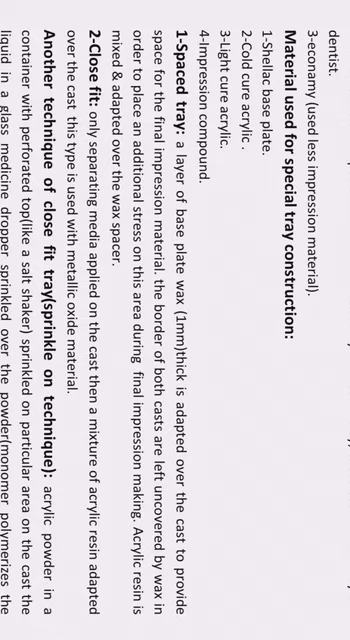 dentist.
3-econamy (used less impression material).
Material used for special tray construction:
1-Shellac base plate.
2-Cold cure acrylic .
3-Light cure acrylic.
4-Impression compound.
1-Spaced tray: a layer of base plate wax (1mm)thick is adapted over the cast to provide
space for the final impression material. the border of both casts are left uncovered by wax in
order to place an additional stress on this area during final impression making. Acrylic resin is
mixed & adapted over the wax spacer.
2-Close fit: only separating media applied on the cast then a mixture of acrylic resin adapted
over the cast this type is used with metallic oxide material.
Another technique of close fit tray(sprinkle on technique): acrylic powder in a
container with perforated top(like a salt shaker) sprinkled on particular area on the cast the
liquid in a glass medicine dropper sprinkled over the powder(monomer polymerizes the